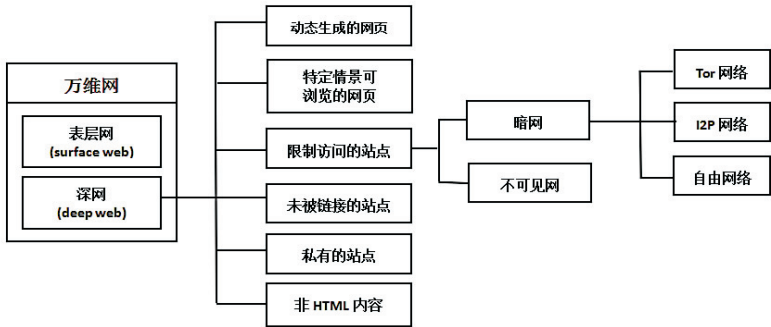 万维网
表层网
(surface web)
深网
(deep web)
动态生成的网页
特定情景可
浏览的网页
限制访问的站点
未被链接的站点
私有的站点
非 HTML 内容
暗网
不可见网
Tor 网络
I2P 网络
自由网络